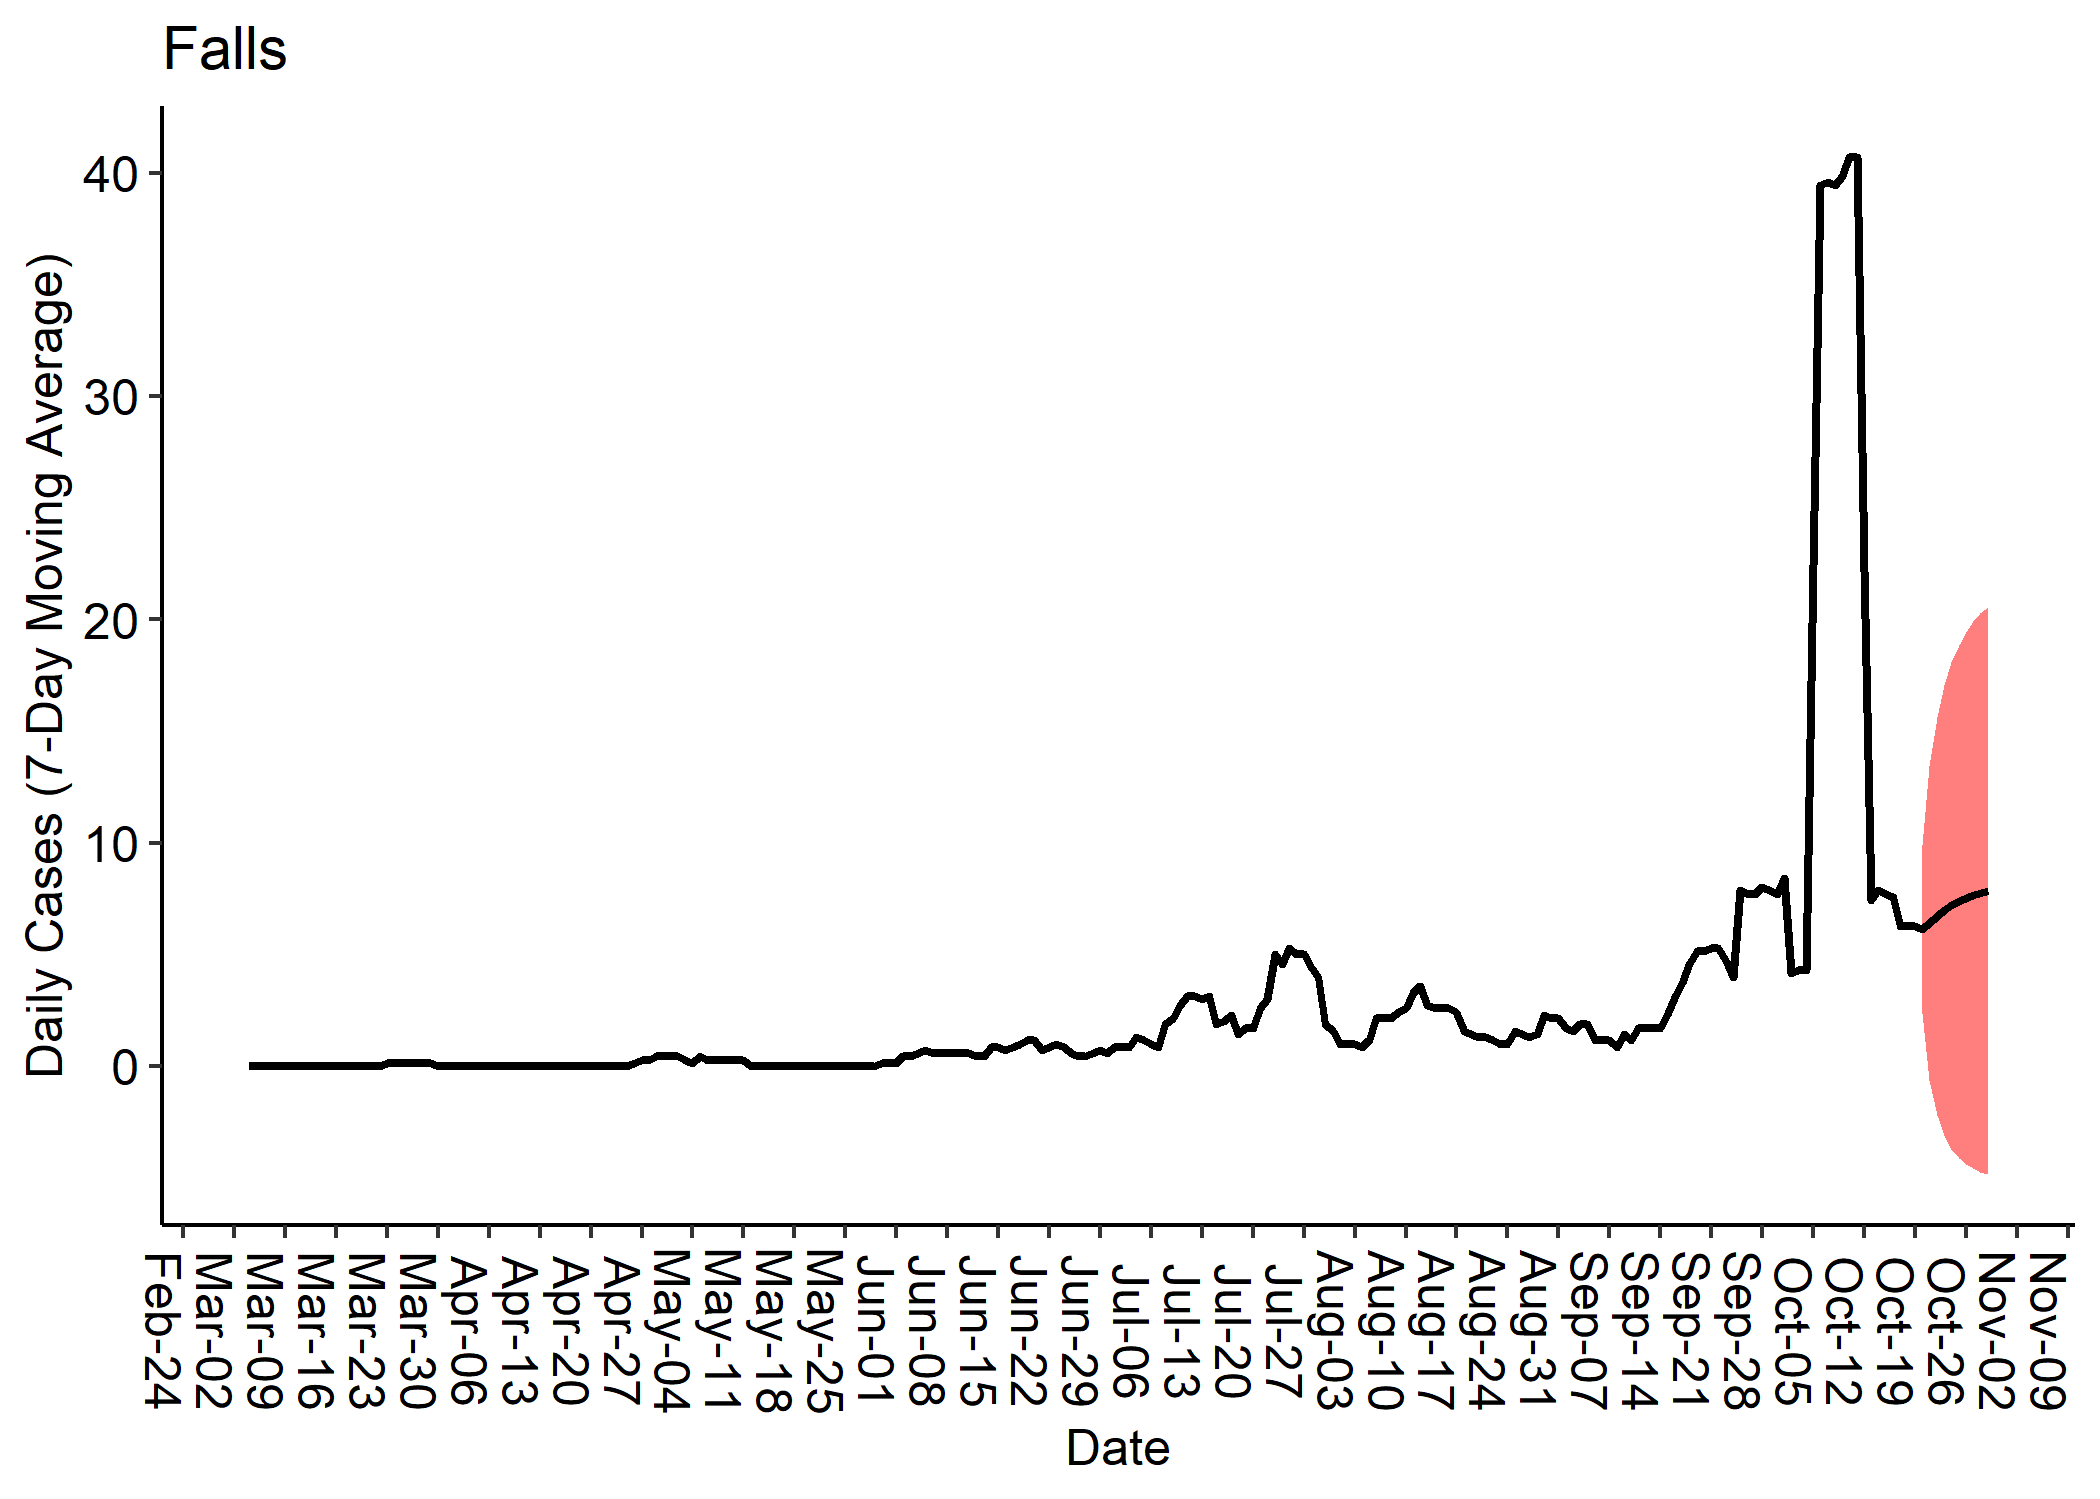 Falls
Daily Cases (7-Day Moving Average)
40
30
20
10
0
Feb-24
Mar-02
Mar-09
Mar-16
Mar-23
Mar-30
Apr-06
Apr-13
Apr-20
Apr-27
May-04
May-11
May-18
May-25
Jun-01
Jun-08
Jun-15
Jun-22
Jun-29
Jul-06
Jul-13
Jul-20
Jul-27
Aug-03
Aug-10
Aug-17
Aug-24
Aug-31
Sep-07
Sep-14
Sep-21
Sep-28
Oct-05
Oct-12
Oct-19
Oct-26
Nov-02
Nov-09
Date